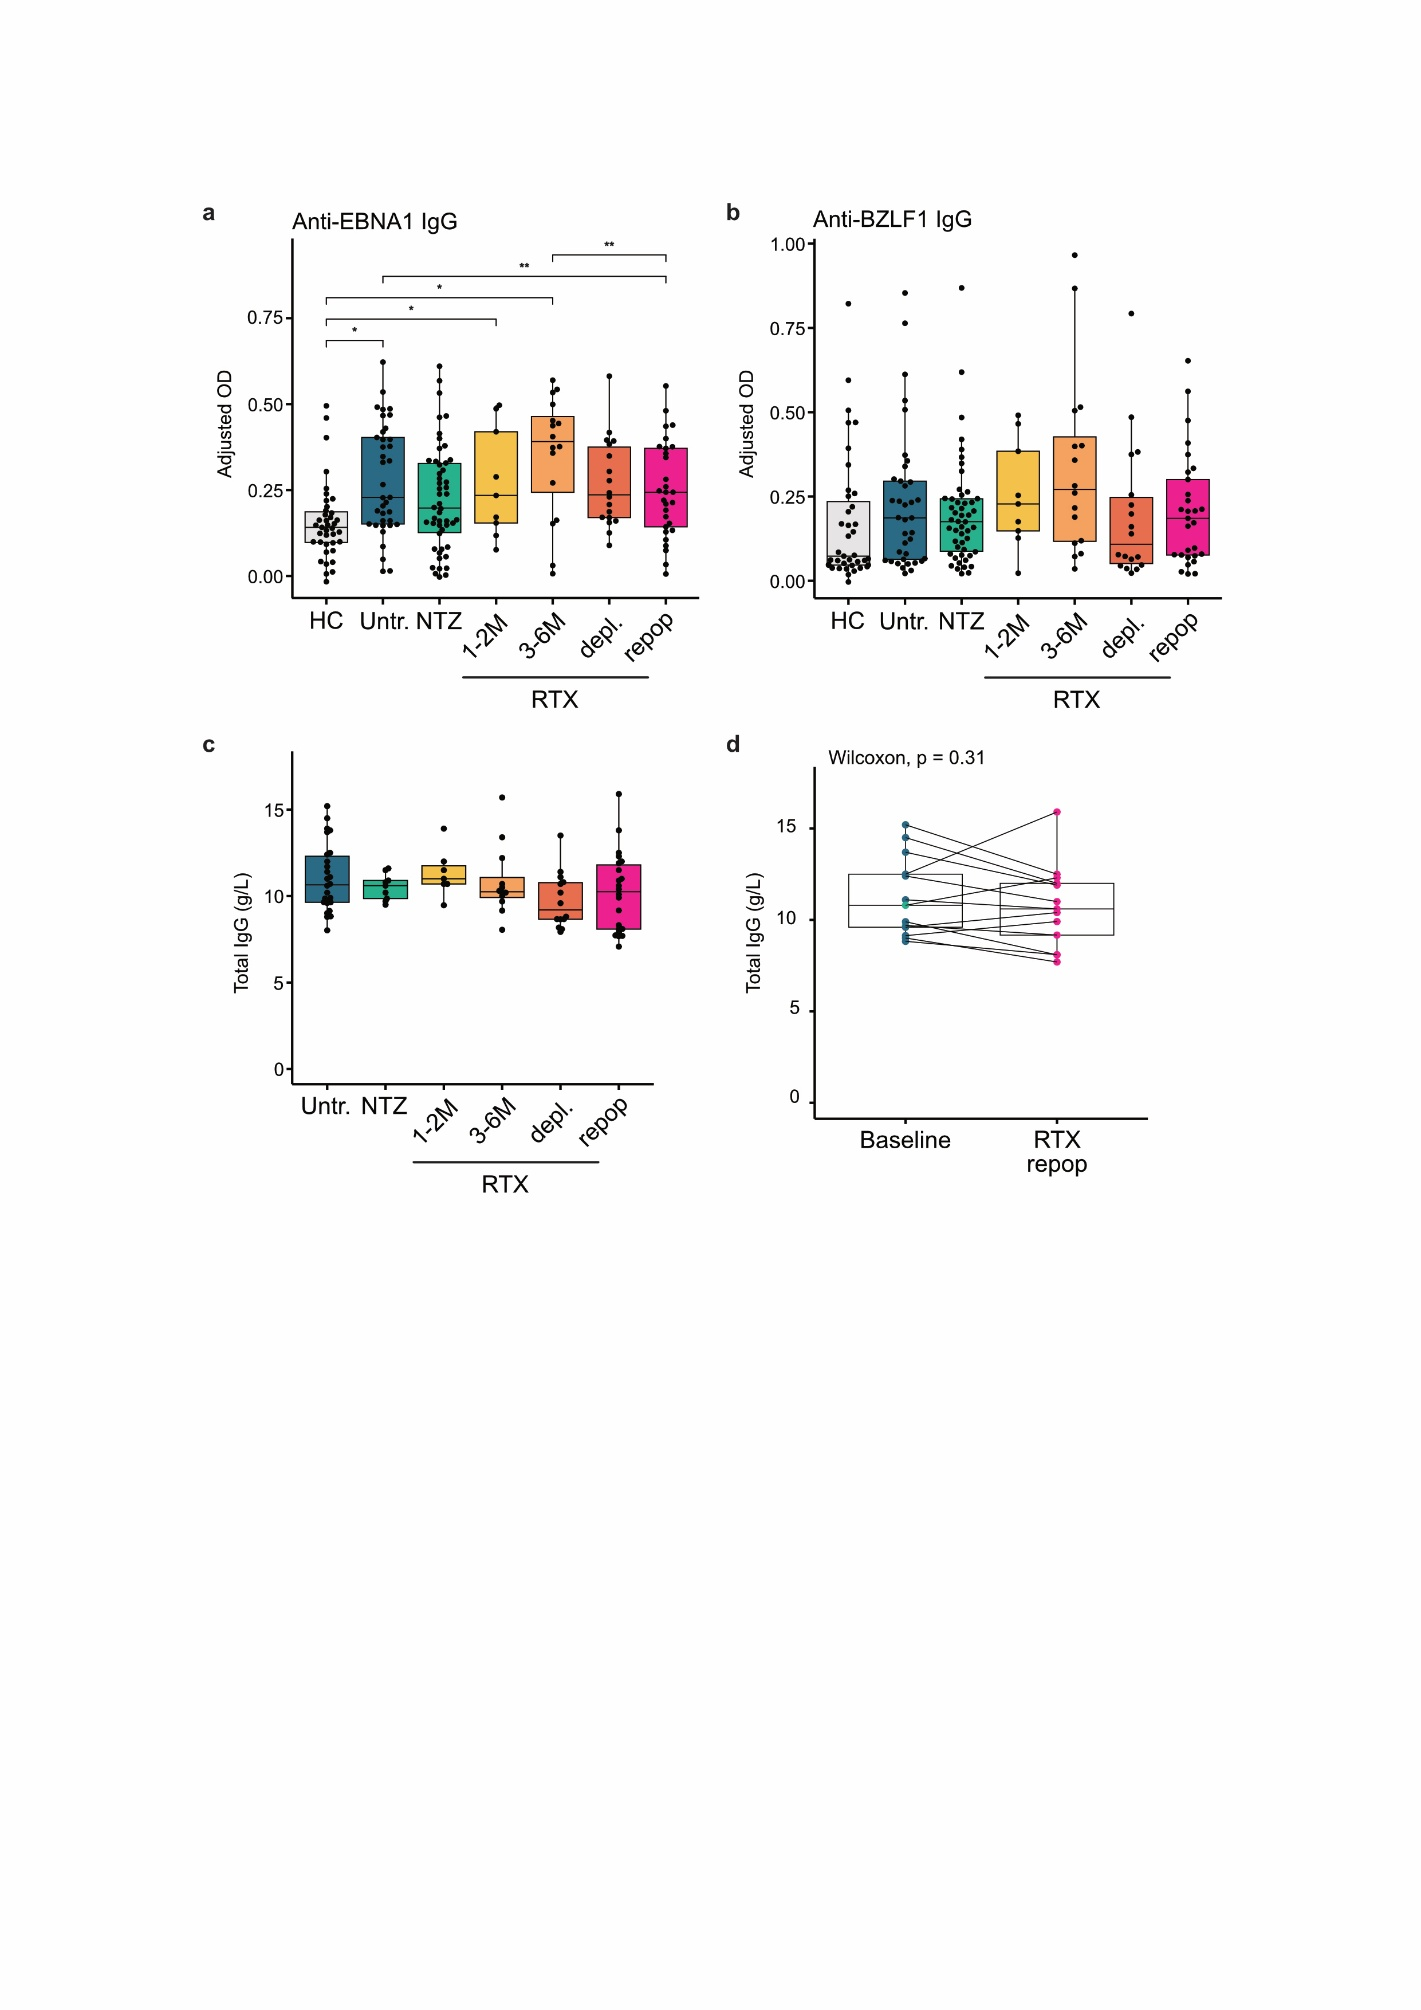 a
Anti-EBNA1 IgG
**
**
*
*
*
0.75
0.50
0.25
0.00
Adjusted OD
HC Untr. NTZ 1-2M 3-6M depl. repop
RTX
b
Anti-BZLF1 IgG
1.00
0.75
0.50
0.25
0.00
Adjusted OD
HC Untr. NTZ 1-2M 3-6M depl. repop
RTX
c
15
10
5
0
Total IgG (g/L)
Untr. NTZ 1-2M 3-6M depl. repop
RTX
d
Wilcoxon, p = 0.31
15
10
5
0
Total IgG (g/L)
Baseline RTX
repop